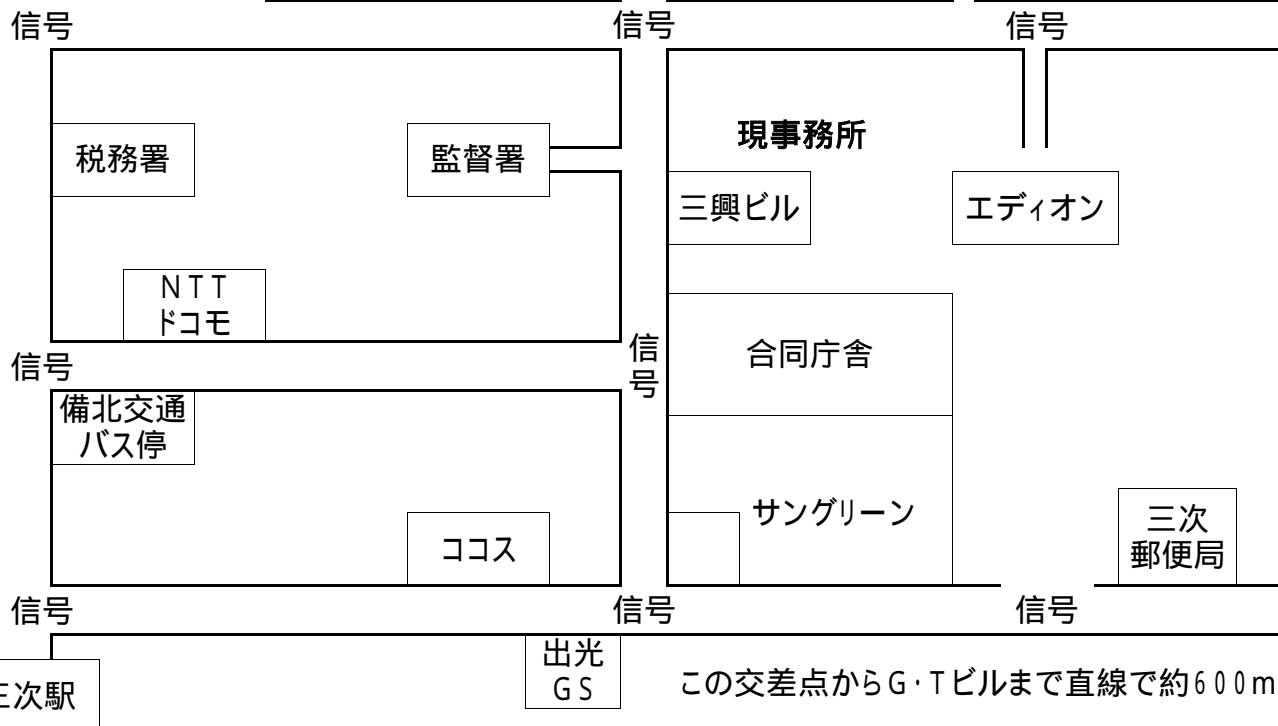 信号
信号
信号
税務署
監督署
現事務所
三興ビル
エディオン
NTT
ドコモ
信号
信
号
合同庁舎
備北交通
バス停
ココス
サングリーン
三次
郵便局
信号
信号
信号
三次駅
出光
GS
この交差点からG・Tビルまで直線で約600m